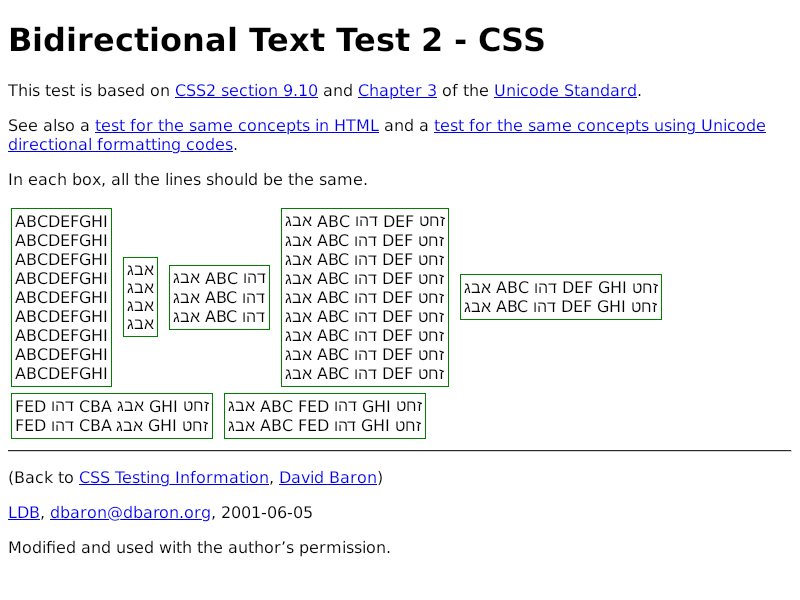 Bidirectional Text Test 2 - CSS
This test is based on CSS2 section 9.10 and Chapter 3 of the Unicode Standard.
See also a test for the same concepts in HTML and a test for the same concepts using Unicode
directional formatting codes.
In each box, all the lines should be the same.
ABCDEFGHI
ABCDEFGHI
ABCDEFGHI
ABCDEFGHI
ABCDEFGHI
ABCDEFGHI
ABCDEFGHI
ABCDEFGHI
ABCDEFGHI
אבג
אבג
אבג
אבג
אבג ABC דהו
אבג ABC דהו
אבג ABC דהו
אבג ABC דהו DEF זחט
אבג ABC דהו DEF זחט
אבג ABC דהו DEF זחט
אבג ABC דהו DEF זחט
אבג ABC דהו DEF זחט
אבג ABC דהו DEF זחט
אבג ABC דהו DEF זחט
אבג ABC דהו DEF זחט
אבג ABC דהו DEF GHI זחט
אבג ABC דהו DEF GHI זחט
FED דהו CBA אבג GHI זחט
FED דהו CBA אבג GHI זחט
אבג ABC FED דהו GHI זחט
אבג ABC FED דהו GHI זחט
(Back to CSS Testing Information, David Baron)
LDB, dbaron@dbaron.org, 2001-06-05
Modified and used with the author’s permission.